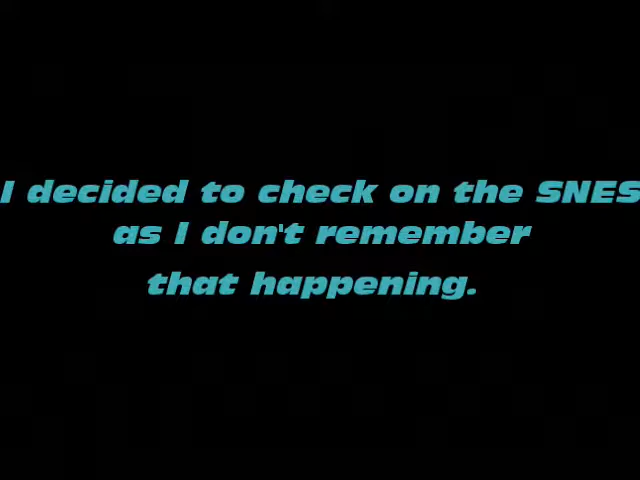 I decided to check on the SNES
as I don't remember
that happening.